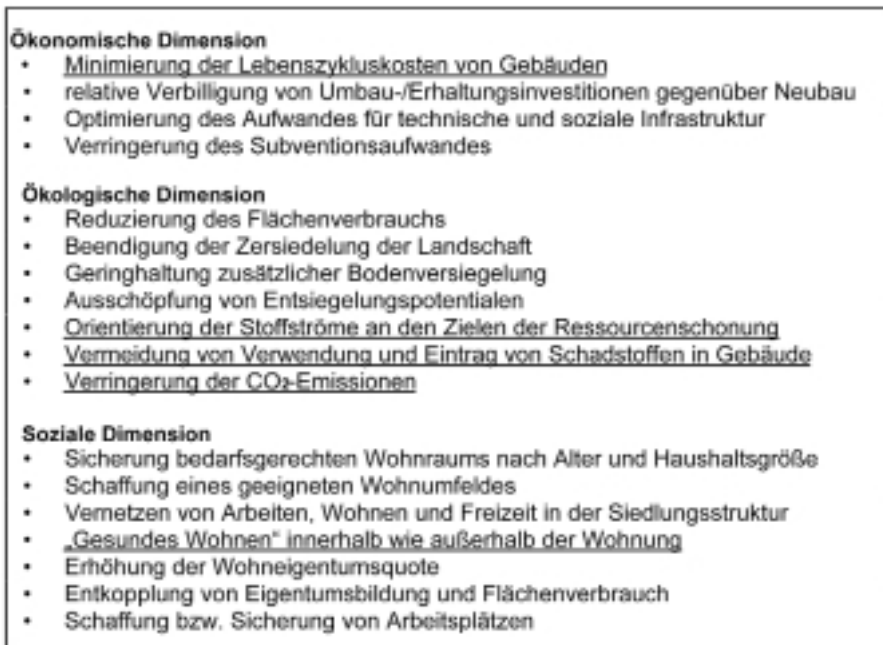 Ökonomische Dimension
• Minimierung der Lebenszykluskosten von Gebäuden
• relative Verbilligung von Umbau-/Erhaltungsinvestitionen gegenüber Neubau
• Optimierung des Aufwandes für technische und soziale Infrastruktur
• Verringerung des Subventionsaufwandes
Ökologische Dimension
• Reduzierung des Flächenverbrauchs
• Beendigung der Zersiedelung der Landschaft
• Geringhaltung zusätzlicher Bodenversiegelung
• Ausschöpfung von Entsiegelungspotentialen
• Orientierung der Stoffströme an den Zielen der Ressourcenschonung
• Vermeidung von Verwendung und Eintrag von Schadstoffen in Gebäude
• Verringerung der CO₂-Emissionen
Soziale Dimension
• Sicherung bedarfsgerechten Wohnraums nach Alter und Haushaltsgröße
• Schaffung eines geeigneten Wohnumfeldes
• Vernetzen von Arbeiten, Wohnen und Freizeit in der Siedlungsstruktur
• „Gesundes Wohnen“ innerhalb wie außerhalb der Wohnung
• Erhöhung der Wohneigentumsquote
• Entkopplung von Eigentumsbildung und Flächenverbrauch
• Schaffung bzw. Sicherung von Arbeitsplätzen